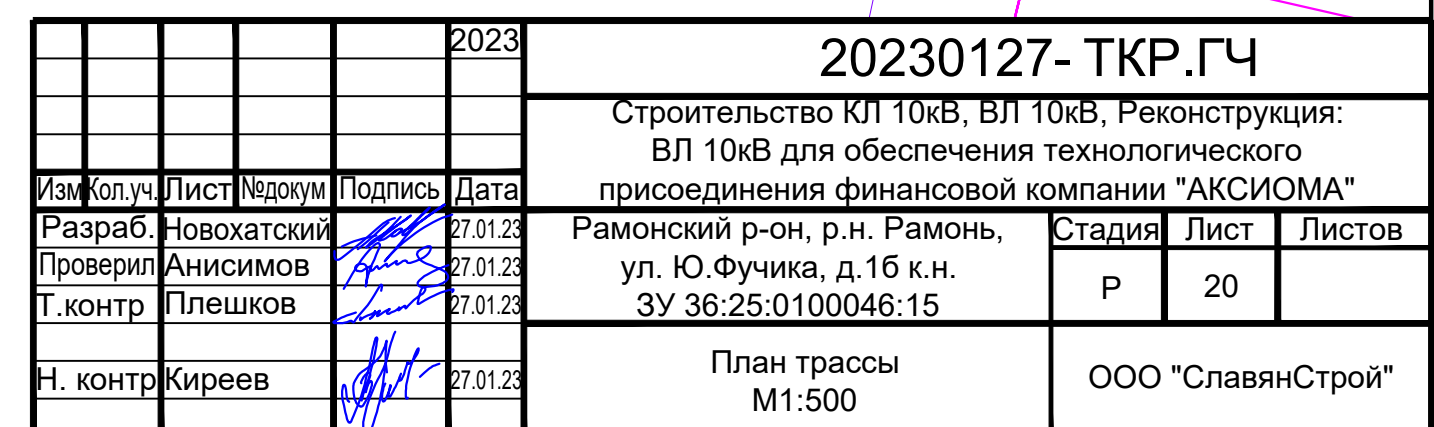 2023
20230127- ТКР.ГЧ
Строительство КЛ 10кВ, ВЛ 10кВ, Реконструкция:
ВЛ 10кВ для обеспечения технологического
присоединения финансовой компании "АКСИОМА"
Изм Кол.уч. Лист №докум Подпись Дата
Разраб. Новохатский 27.01.23
Проверил Анисимов 27.01.23
Т.контр Плешков 27.01.23
Н. контр Киреев 27.01.23
Рамонский р-он, р.н. Рамонь,
ул. Ю.Фучика, д.1б к.н.
ЗУ 36:25:0100046:15
Стадия Лист Листов
Р 20
План трассы
М1:500
ООО "СлавянСтрой"